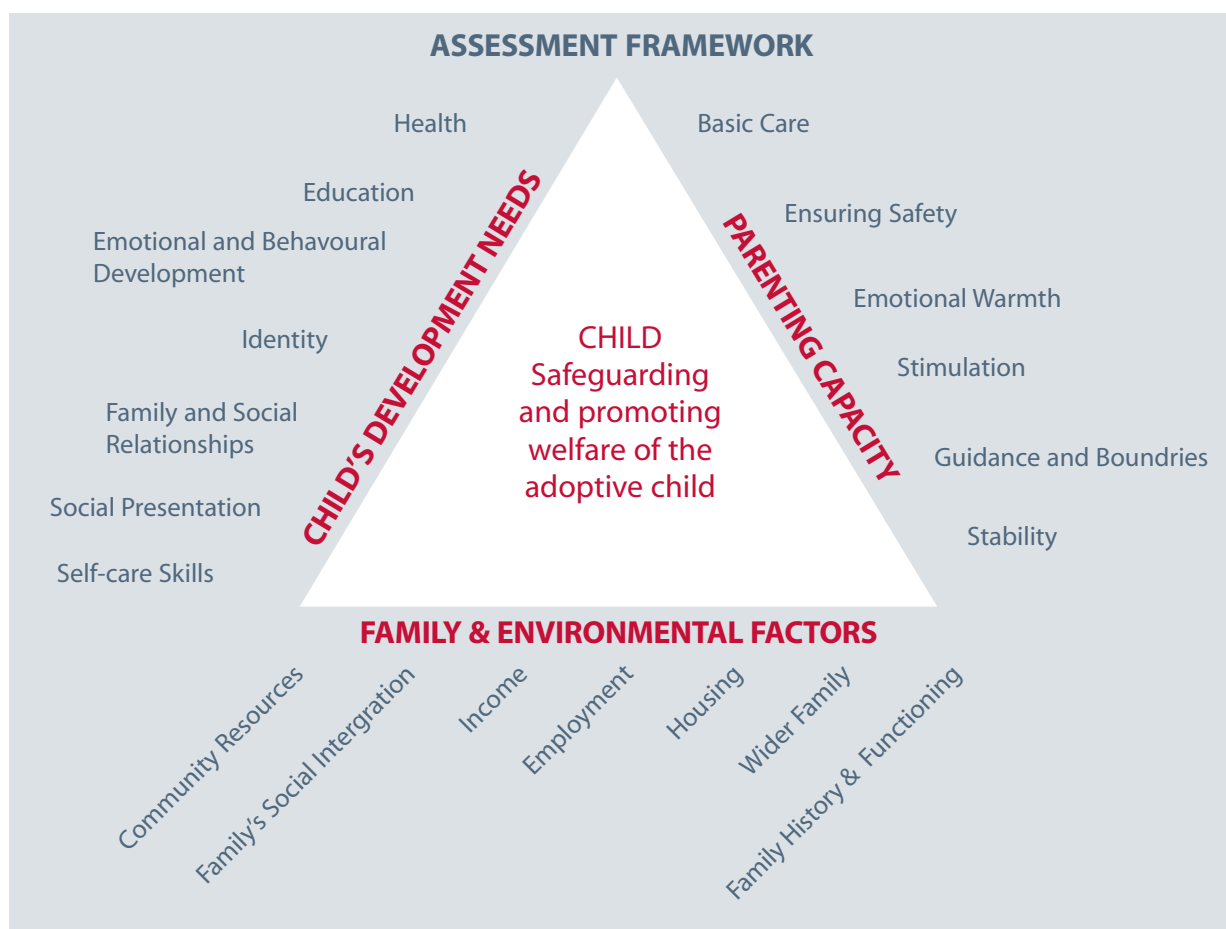 ASSESSMENT FRAMEWORK
Health
Education
Emotional and Behavoural
Development
Identity
Family and Social
Relationships
Social Presentation
Self-care Skills
CHILD'S DEVELOPMENT NEEDS
CHILD
Safeguarding
and promoting
welfare of the
adoptive child
PARENTING CAPACITY
Basic Care
Ensuring Safety
Emotional Warmth
Stimulation
Guidance and Boundries
Stability
FAMILY & ENVIRONMENTAL FACTORS
Community Resources
Family's Social Intergration
Income
Employment
Housing
Wider Family
Family History & Functioning